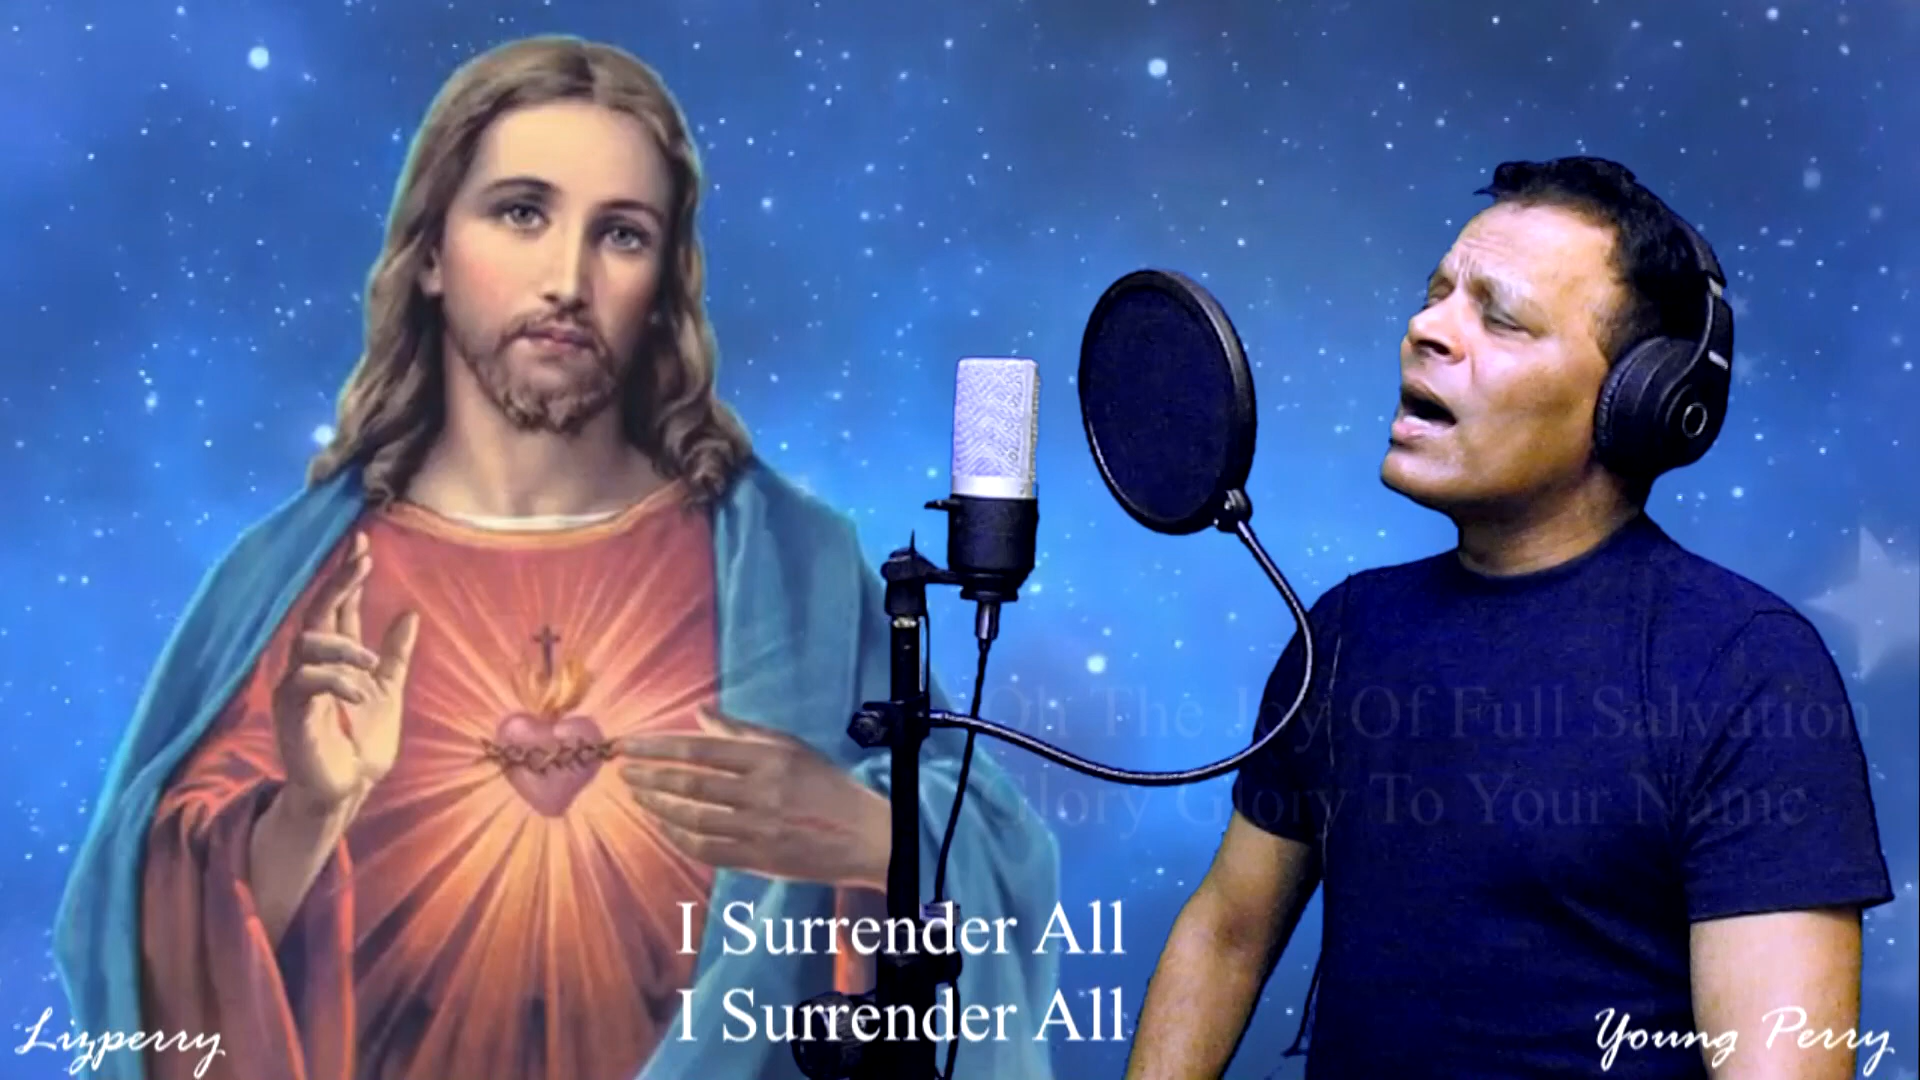 Oh The Joy Of Full Salvation
Glory Glory To Your Name
I Surrender All
I Surrender All
Lizperry
Young Perry